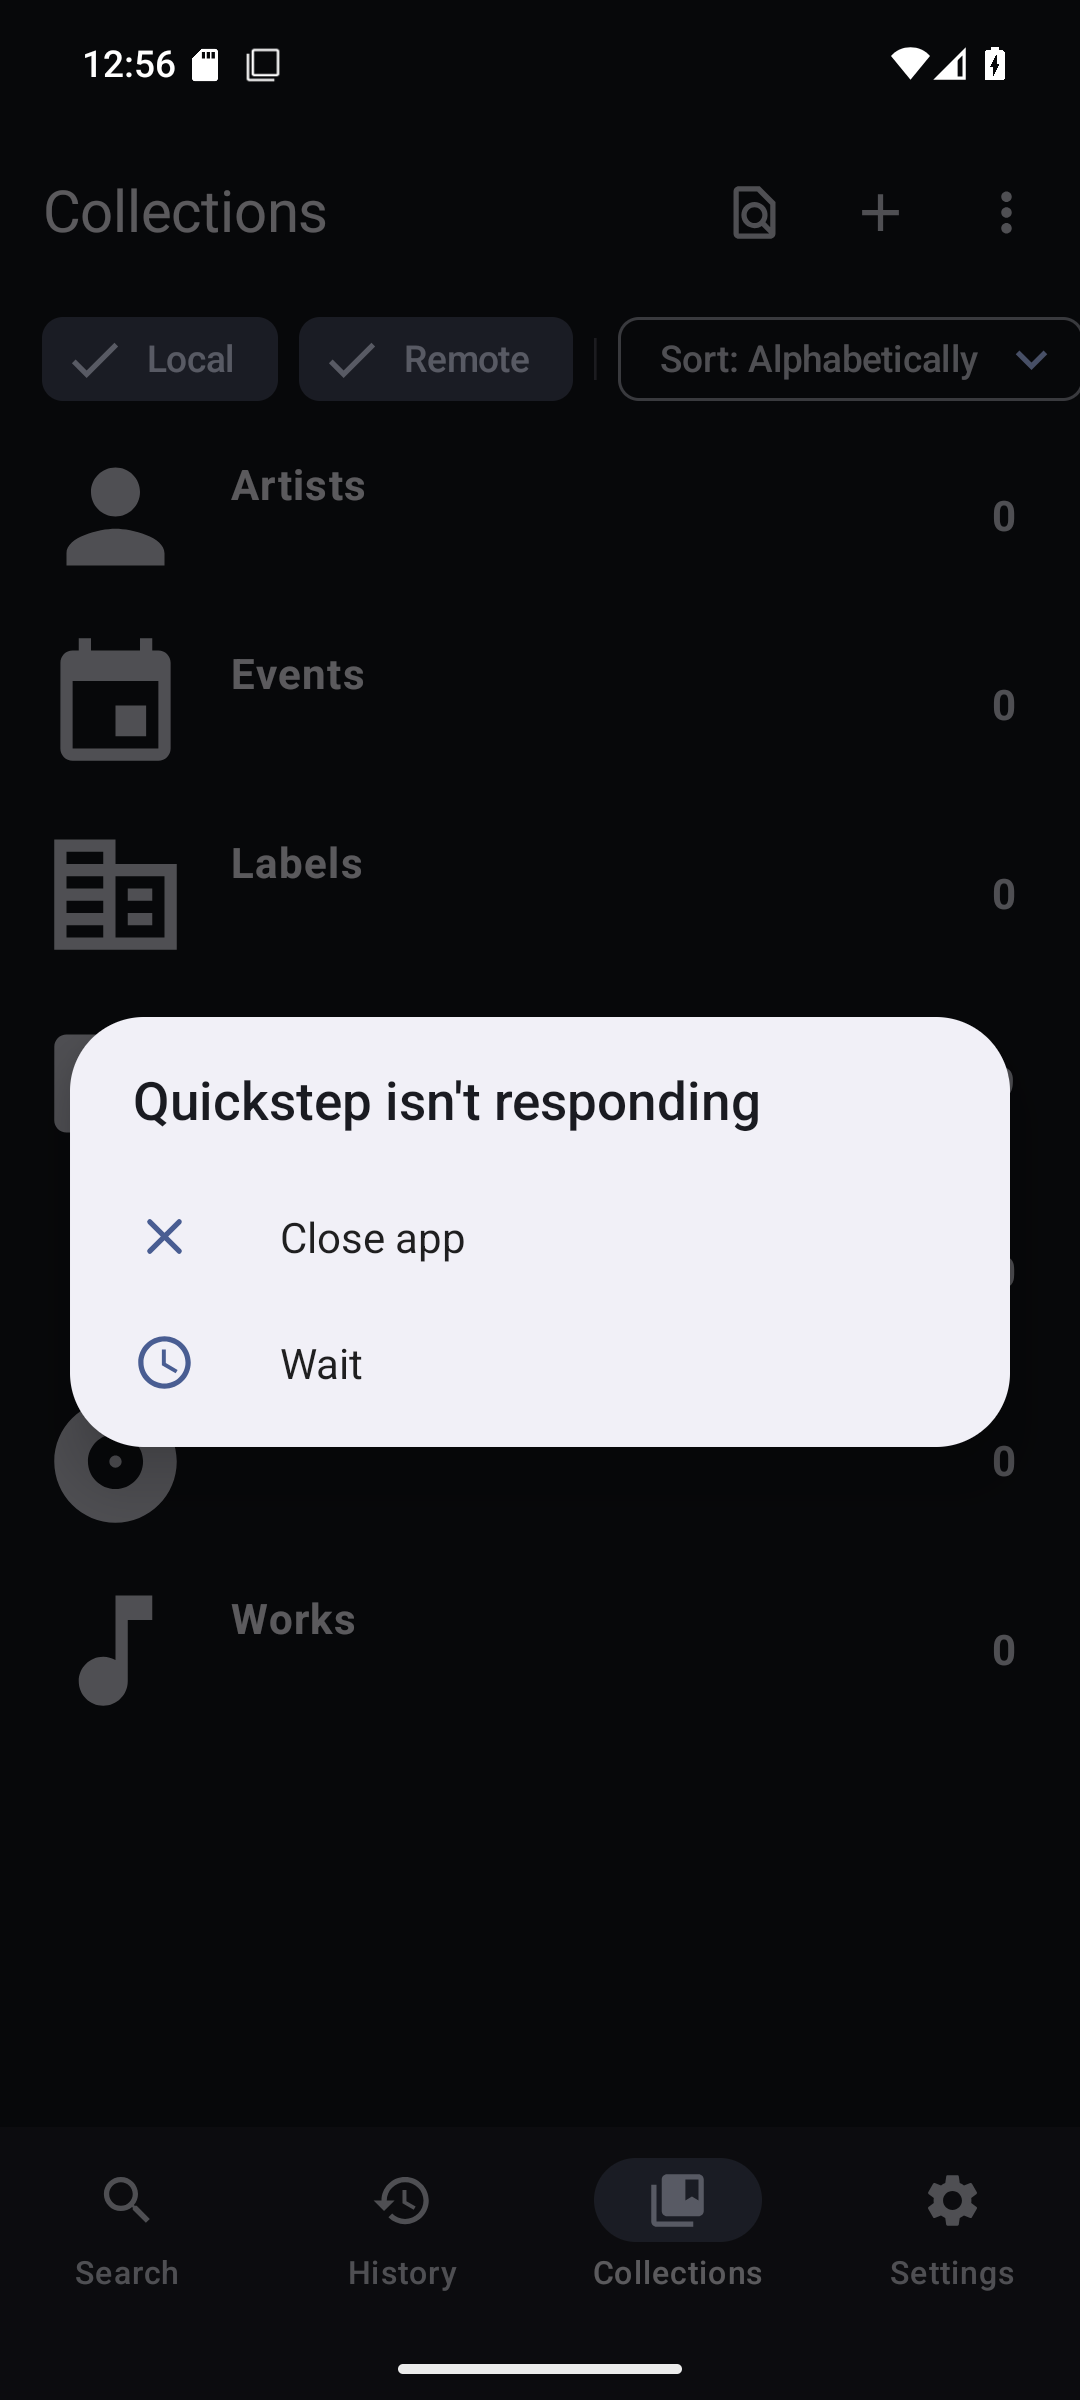 12:56
Collections
Local
Remote
Sort: Alphabetically
Artists
0
Events
0
Labels
0
Quickstep isn't responding
Close app
Wait
0
Works
0
Search
History
Collections
Settings